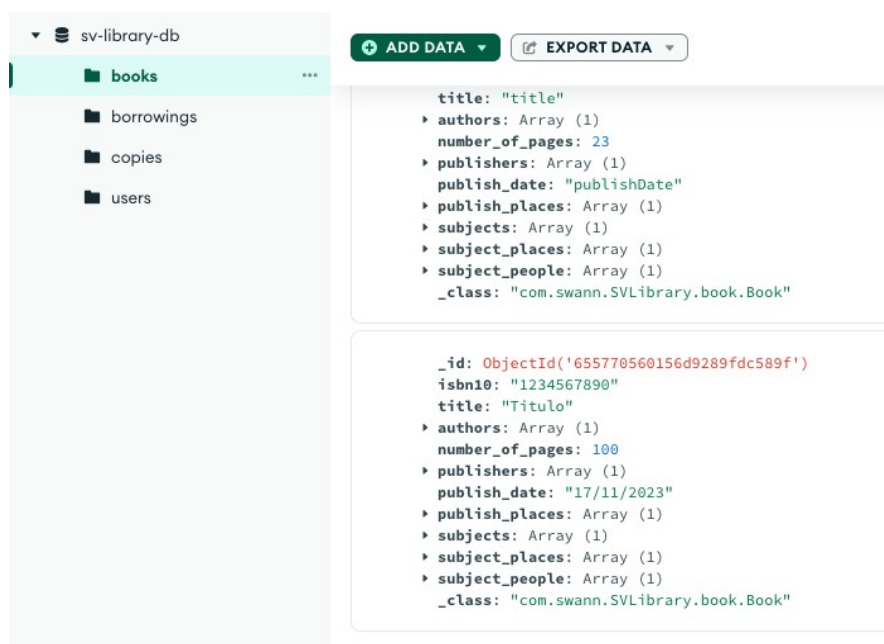 sv-library-db
books
borrowings
copies
users
ADD DATA
EXPORT DATA
title: "title"
authors: Array (1)
number_of_pages: 23
publishers: Array (1)
publish_date: "publishDate"
publish_places: Array (1)
subjects: Array (1)
subject_places: Array (1)
subject_people: Array (1)
_class: "com.swann.SVLibrary.book.Book"
_id: ObjectId('655770560156d9289fdc589f')
isbn10: "1234567890"
title: "Titulo"
authors: Array (1)
number_of_pages: 100
publishers: Array (1)
publish_date: "17/11/2023"
publish_places: Array (1)
subjects: Array (1)
subject_places: Array (1)
subject_people: Array (1)
_class: "com.swann.SVLibrary.book.Book"